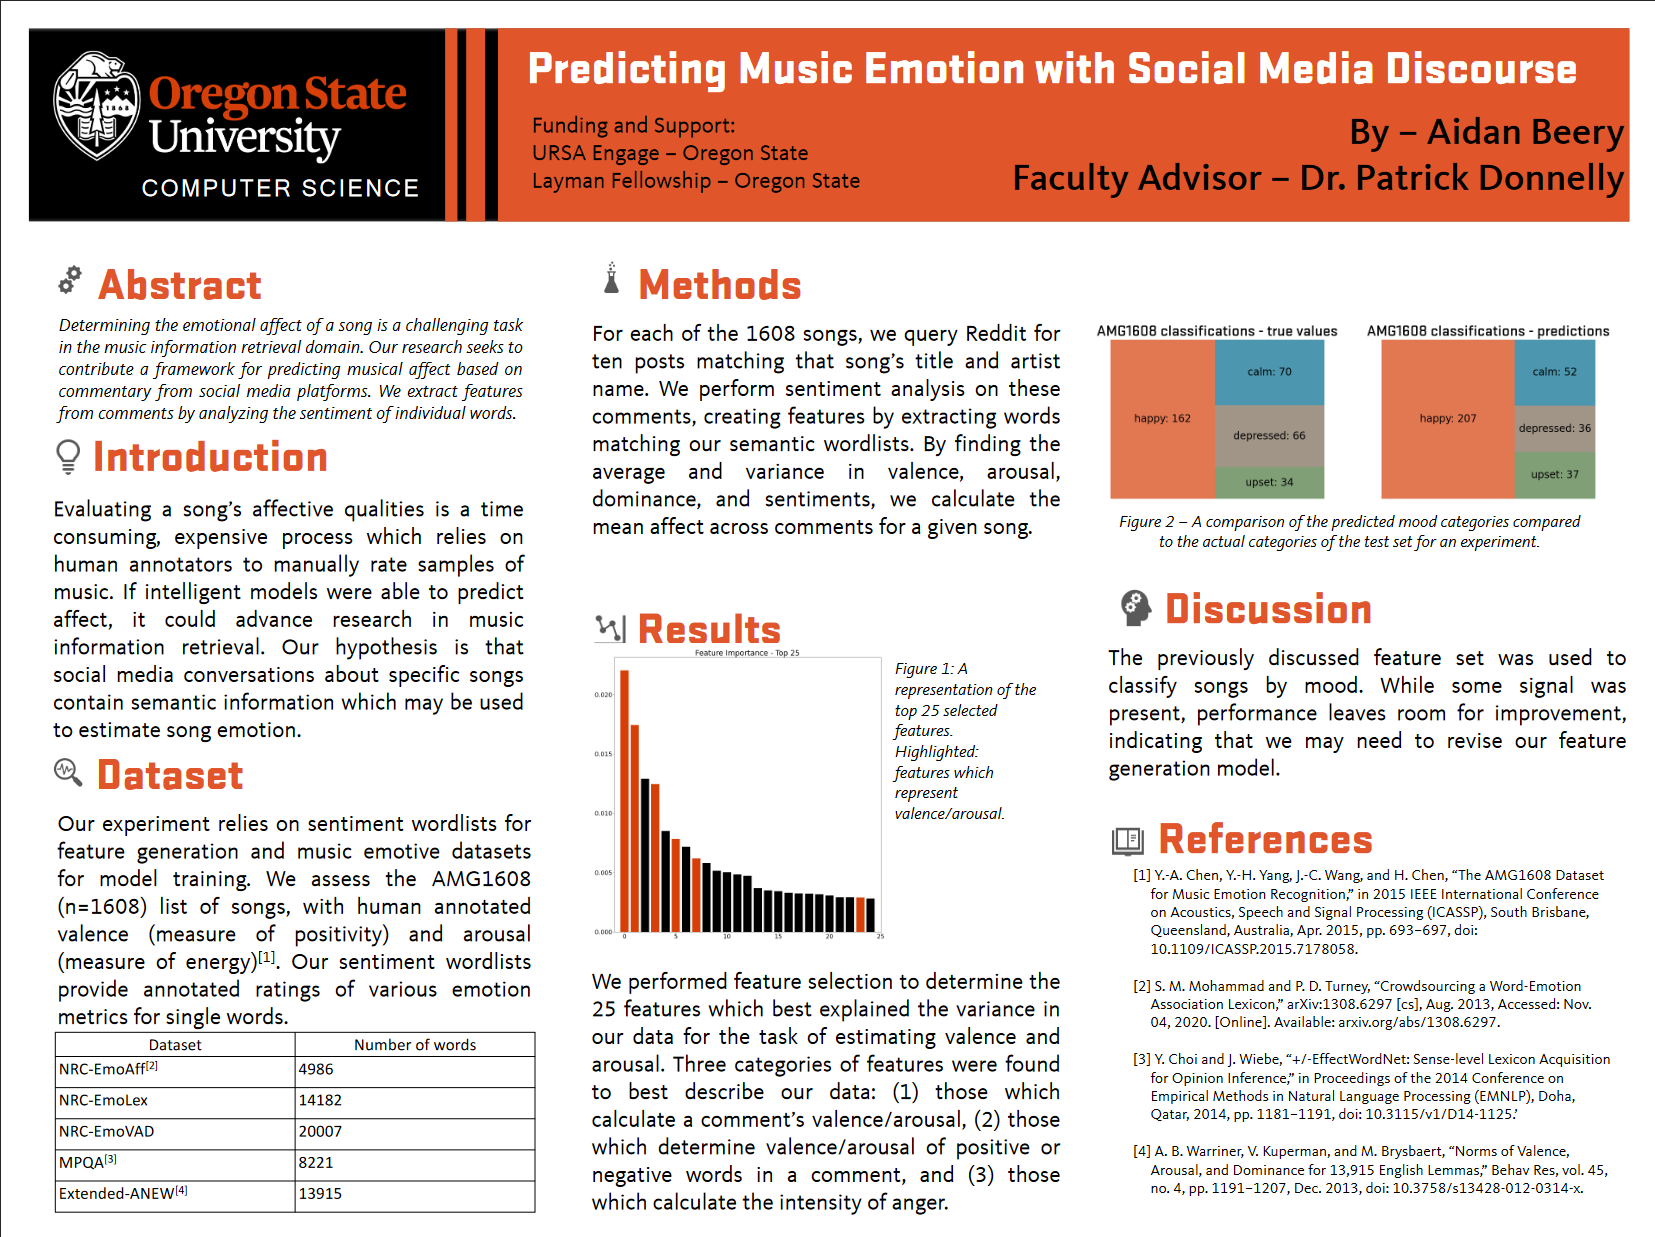 Oregon State
University
COMPUTER SCIENCE
1868
Predicting Music Emotion with Social Media Discourse
Funding and Support:
URSA Engage – Oregon State
Layman Fellowship – Oregon State
By – Aidan Beery
Faculty Advisor – Dr. Patrick Donnelly
Abstract
Determining the emotional affect of a song is a challenging task
in the music information retrieval domain. Our research seeks to
contribute a framework for predicting musical affect based on
commentary from social media platforms. We extract features
from comments by analyzing the sentiment of individual words.
Introduction
Evaluating a song's affective qualities is a time
consuming, expensive process which relies on
human annotators to manually rate samples of
music. If intelligent models were able to predict
affect, it could advance research in music
information retrieval. Our hypothesis is that
social media conversations about specific songs
contain semantic information which may be used
to estimate song emotion.
Dataset
Our experiment relies on sentiment wordlists for
feature generation and music emotive datasets
for model training. We assess the AMG1608
(n=1608) list of songs, with human annotated
valence (measure of positivity) and arousal
(measure of energy)[1]. Our sentiment wordlists
provide annotated ratings of various emotion
metrics for single words.
Dataset Number of words
NRC-EmoAff[2] 4986
NRC-EmoLex 14182
NRC-EmoVAD 20007
MPQA[3] 8221
Extended-ANEW[4] 13915
Methods
For each of the 1608 songs, we query Reddit for
ten posts matching that song's title and artist
name. We perform sentiment analysis on these
comments, creating features by extracting words
matching our semantic wordlists. By finding the
average and variance in valence, arousal,
dominance, and sentiments, we calculate the
mean affect across comments for a given song.
Results
Feature Importance - Top 25
0.020
0.015
0.010
0.005
0.000
0 5 10 15 20 25
Figure 1: A
representation of the
top 25 selected
features.
Highlighted:
features which
represent
valence/arousal.
We performed feature selection to determine the
25 features which best explained the variance in
our data for the task of estimating valence and
arousal. Three categories of features were found
to best describe our data: (1) those which
calculate a comment's valence/arousal, (2) those
which determine valence/arousal of positive or
negative words in a comment, and (3) those
which calculate the intensity of anger.
AMG1608 classifications - true values
happy: 162
calm: 70
depressed: 66
upset: 34
AMG1608 classifications - predictions
happy: 207
calm: 52
depressed: 36
upset: 37
Figure 2 – A comparison of the predicted mood categories compared
to the actual categories of the test set for an experiment.
Discussion
The previously discussed feature set was used to
classify songs by mood. While some signal was
present, performance leaves room for improvement,
indicating that we may need to revise our feature
generation model.
References
[1] Y.-A. Chen, Y.-H. Yang, J.-C. Wang, and H. Chen, “The AMG1608 Dataset
for Music Emotion Recognition,” in 2015 IEEE International Conference
on Acoustics, Speech and Signal Processing (ICASSP), South Brisbane,
Queensland, Australia, Apr. 2015, pp. 693–697, doi:
10.1109/ICASSP.2015.7178058.
[2] S. M. Mohammad and P. D. Turney, “Crowdsourcing a Word-Emotion
Association Lexicon,” arXiv:1308.6297 [cs], Aug. 2013, Accessed: Nov.
04, 2020. [Online]. Available: arxiv.org/abs/1308.6297.
[3] Y. Choi and J. Wiebe, “+/-EffectWordNet: Sense-level Lexicon Acquisition
for Opinion Inference,” in Proceedings of the 2014 Conference on
Empirical Methods in Natural Language Processing (EMNLP), Doha,
Qatar, 2014, pp. 1181–1191, doi: 10.3115/v1/D14-1125.’
[4] A. B. Warriner, V. Kuperman, and M. Brysbaert, “Norms of Valence,
Arousal, and Dominance for 13,915 English Lemmas,” Behav Res, vol. 45,
no. 4, pp. 1191–1207, Dec. 2013, doi: 10.3758/s13428-012-0314-x.